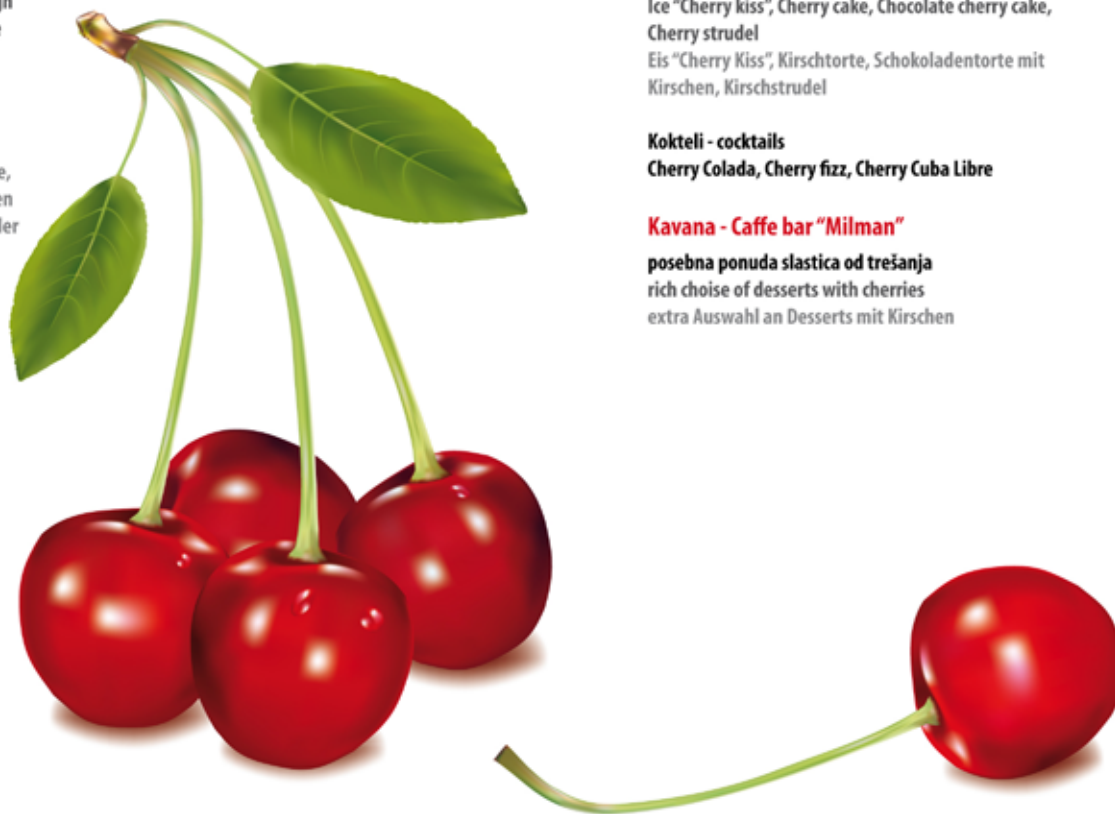 Ice “Cherry kiss”, Cherry cake, Chocolate cherry cake,
Cherry strudel
Eis “Cherry Kiss”, Kirschtorte, Schokoladentorte mit
Kirschen, Kirschstrudel
Kokteli - cocktails
Cherry Colada, Cherry fizz, Cherry Cuba Libre
Kavana - Caffe bar “Milman”
posebna ponuda slastica od trešanja
rich choise of desserts with cherries
extra Auswahl an Desserts mit Kirschen